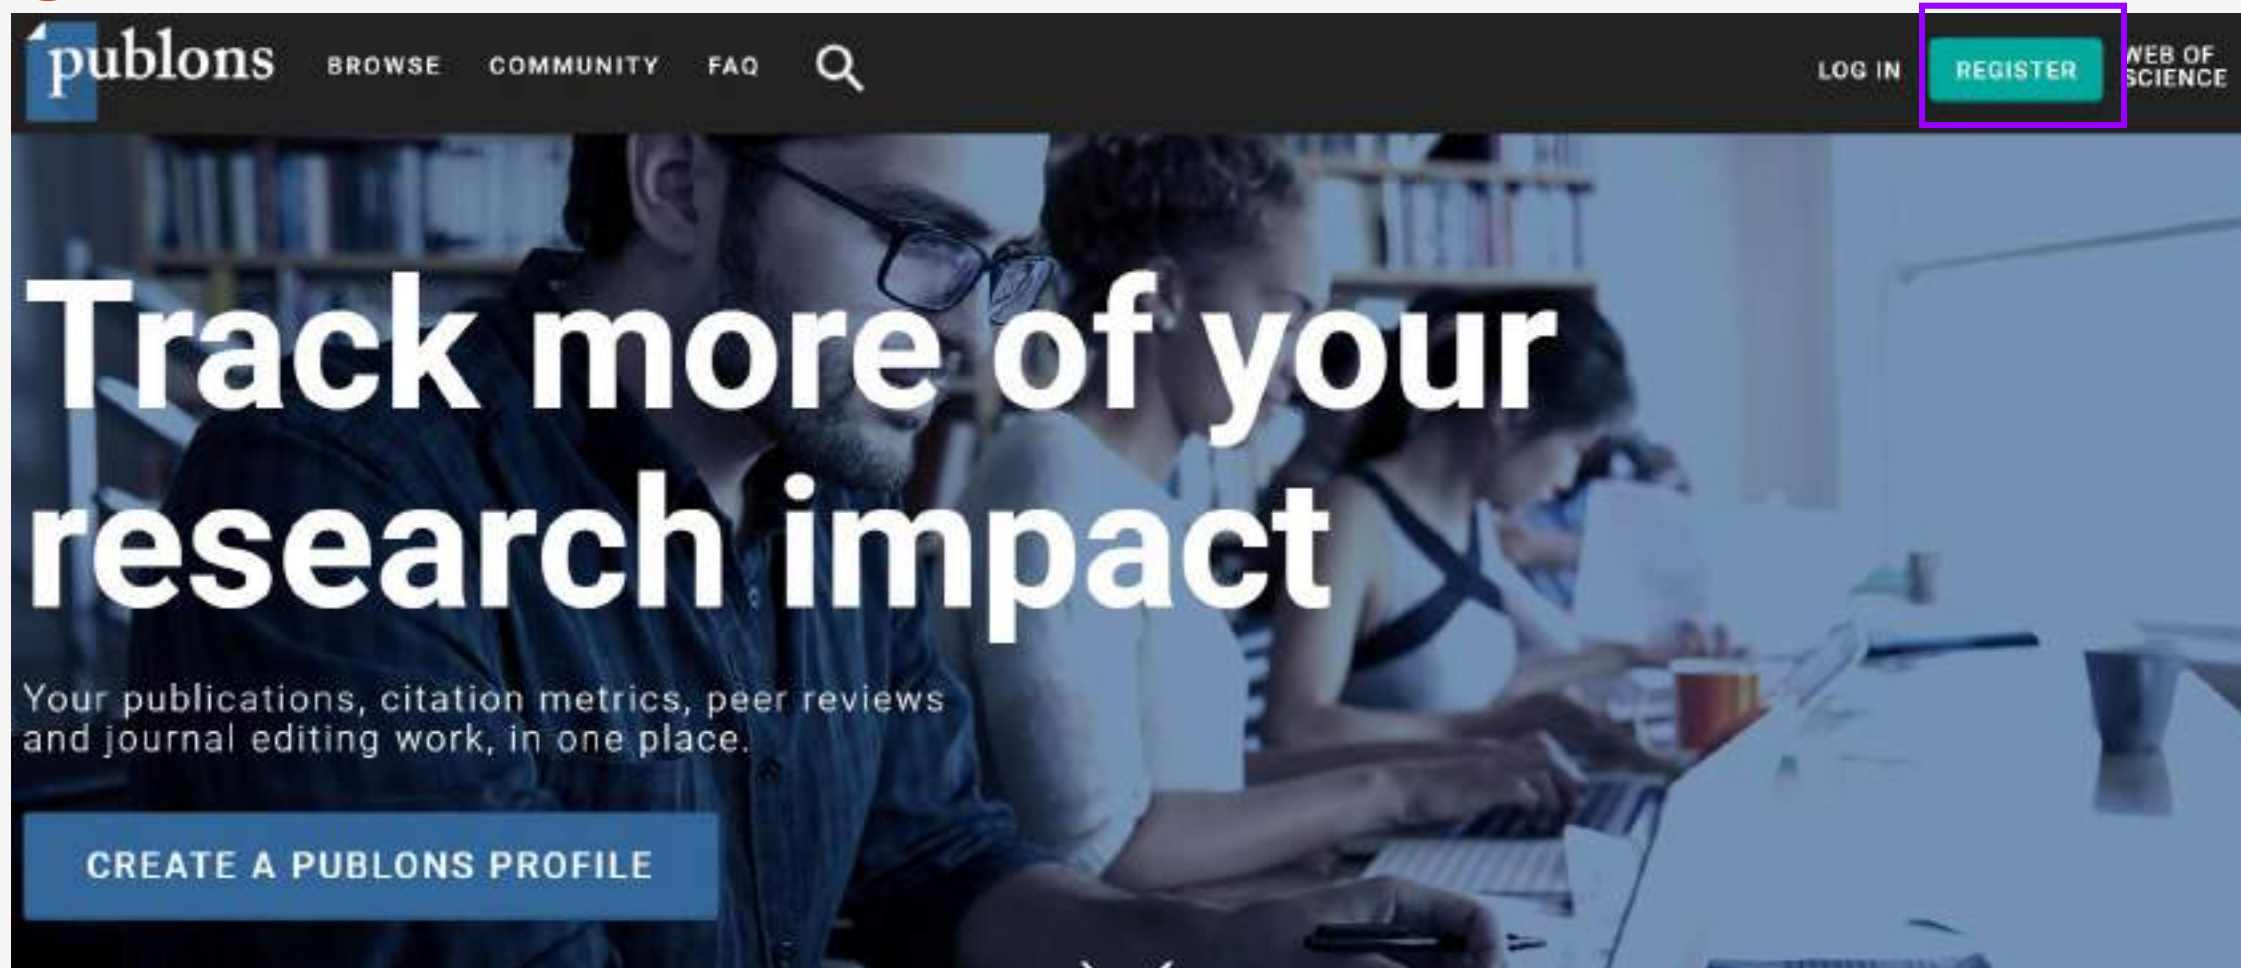 publons
BROWSE COMMUNITY FAQ
LOG IN REGISTER WEB OF
SCIENCE
Track more of your
research impact
Your publications, citation metrics, peer reviews
and journal editing work, in one place.
CREATE A PUBLONS PROFILE